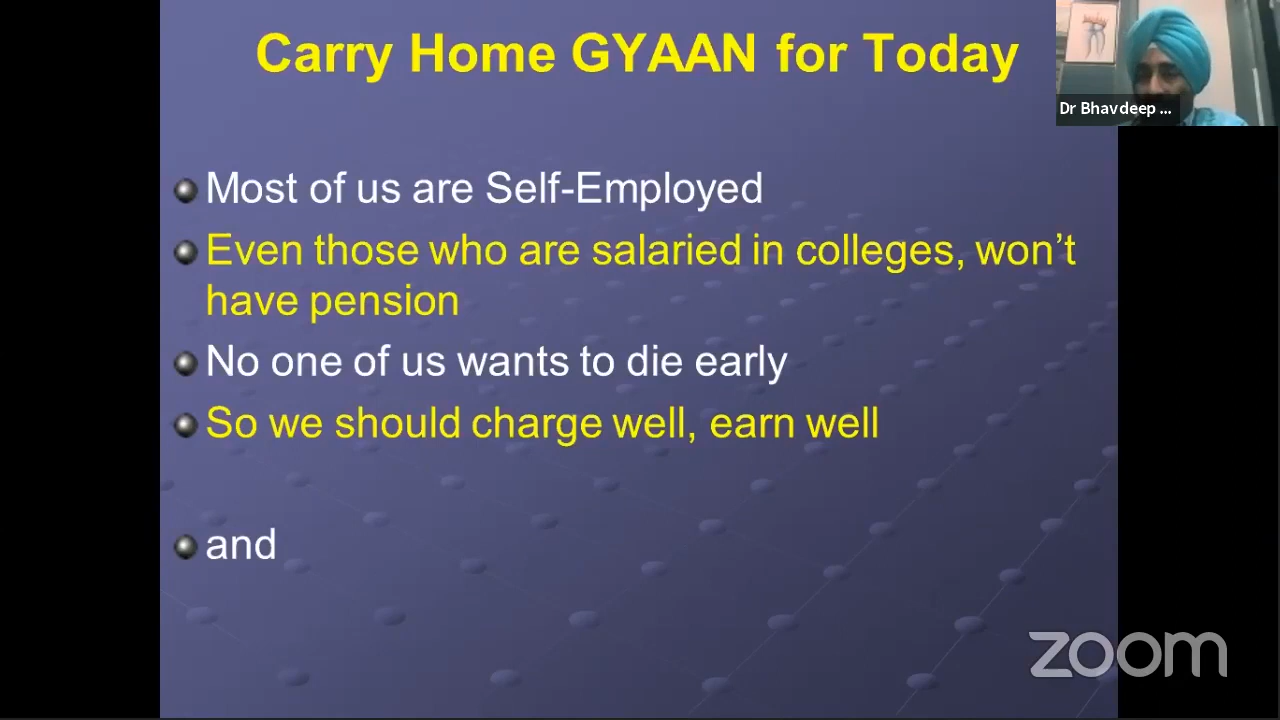 Carry Home GYAAN for Today
Dr Bhavdeep ...
Most of us are Self-Employed
Even those who are salaried in colleges, won’t
have pension
No one of us wants to die early
So we should charge well, earn well
and
zoom